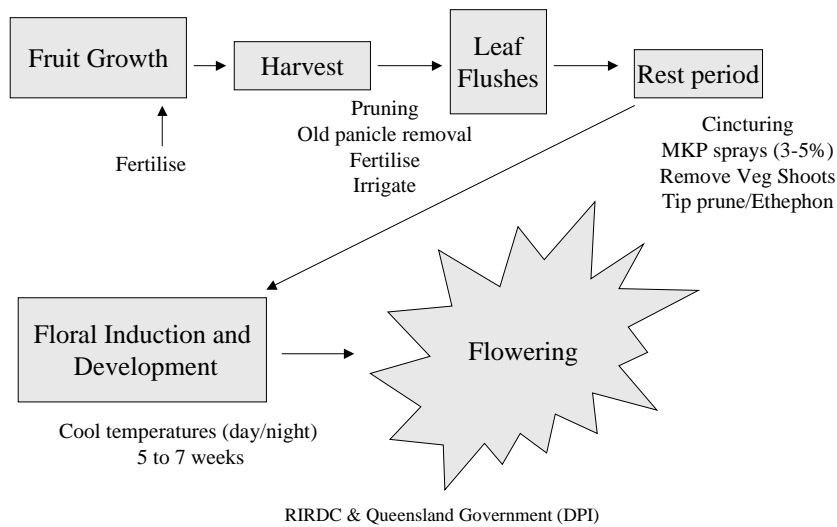 Fruit Growth
Harvest
Leaf
Flushes
Rest period
Fertilise
Pruning
Old panicle removal
Fertilise
Irrigate
Cincturing
MKP sprays (3-5%)
Remove Veg Shoots
Tip prune/Ethephon
Floral Induction and
Development
Flowering
Cool temperatures (day/night)
5 to 7 weeks
RIRDC & Queensland Government (DPI)